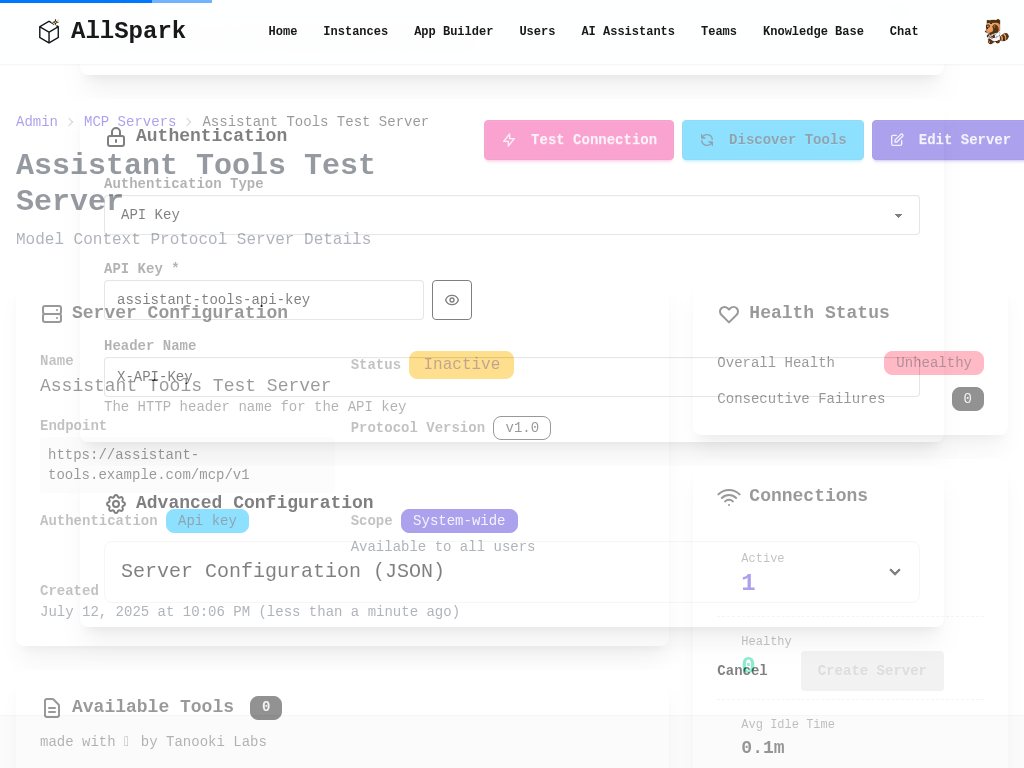 AllSpark
Home Instances App Builder Users AI Assistants Teams Knowledge Base Chat
Admin > MCP Servers > Assistant Tools Test Server
Authentication
Test Connection Discover Tools Edit Server
Assistant Tools Test
Server
Authentication Type
API Key
Model Context Protocol Server Details
API Key *
assistant-tools-api-key
Server Configuration
Health Status
Header Name
X-API-Key
The HTTP header name for the API key
Name
Assistant Tools Test Server
Status Inactive
Overall Health Unhealthy
Consecutive Failures 0
Endpoint
https://assistant-
tools.example.com/mcp/v1
Protocol Version v1.0
Advanced Configuration
Connections
Authentication Api key
Scope System-wide
Available to all users
Server Configuration (JSON)
Active
1
Created
July 12, 2025 at 10:06 PM (less than a minute ago)
Healthy
0
Cancel Create Server
Available Tools 0
Avg Idle Time
0.1m
made with by Tanooki Labs